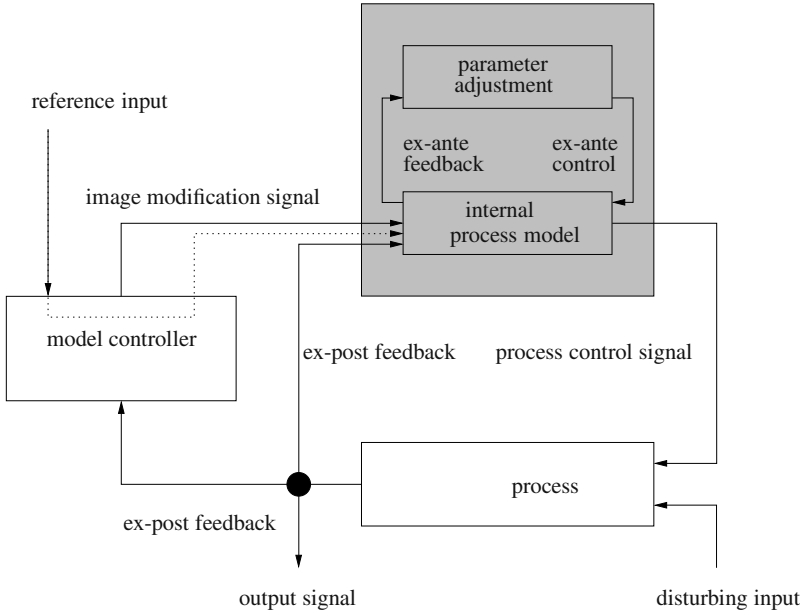 parameter
adjustment
reference input
ex-ante
feedback
ex-ante
control
image modification signal
internal
process model
model controller
ex-post feedback
process control signal
process
ex-post feedback
output signal
disturbing input